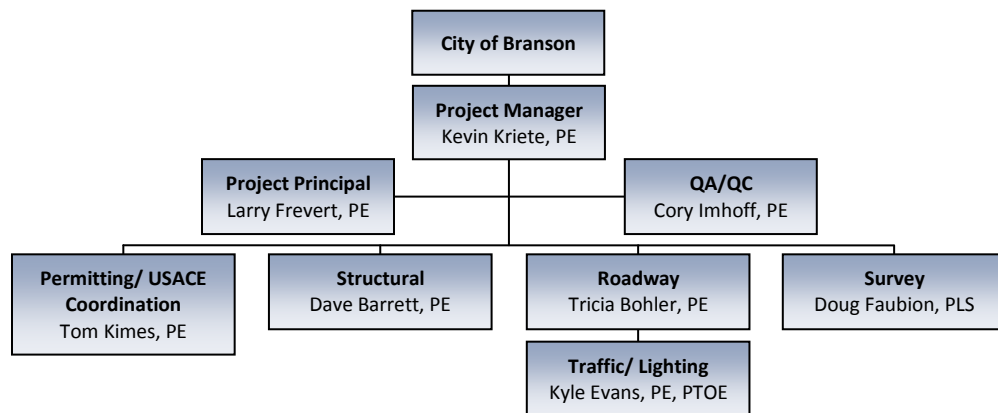 City of Branson
Project Manager
Kevin Kriete, PE
Project Principal
Larry Frevert, PE
QA/QC
Cory Imhoff, PE
Permitting/ USACE
Coordination
Tom Kimes, PE
Structural
Dave Barrett, PE
Roadway
Tricia Bohler, PE
Survey
Doug Faubion, PLS
Traffic/ Lighting
Kyle Evans, PE, PTOE